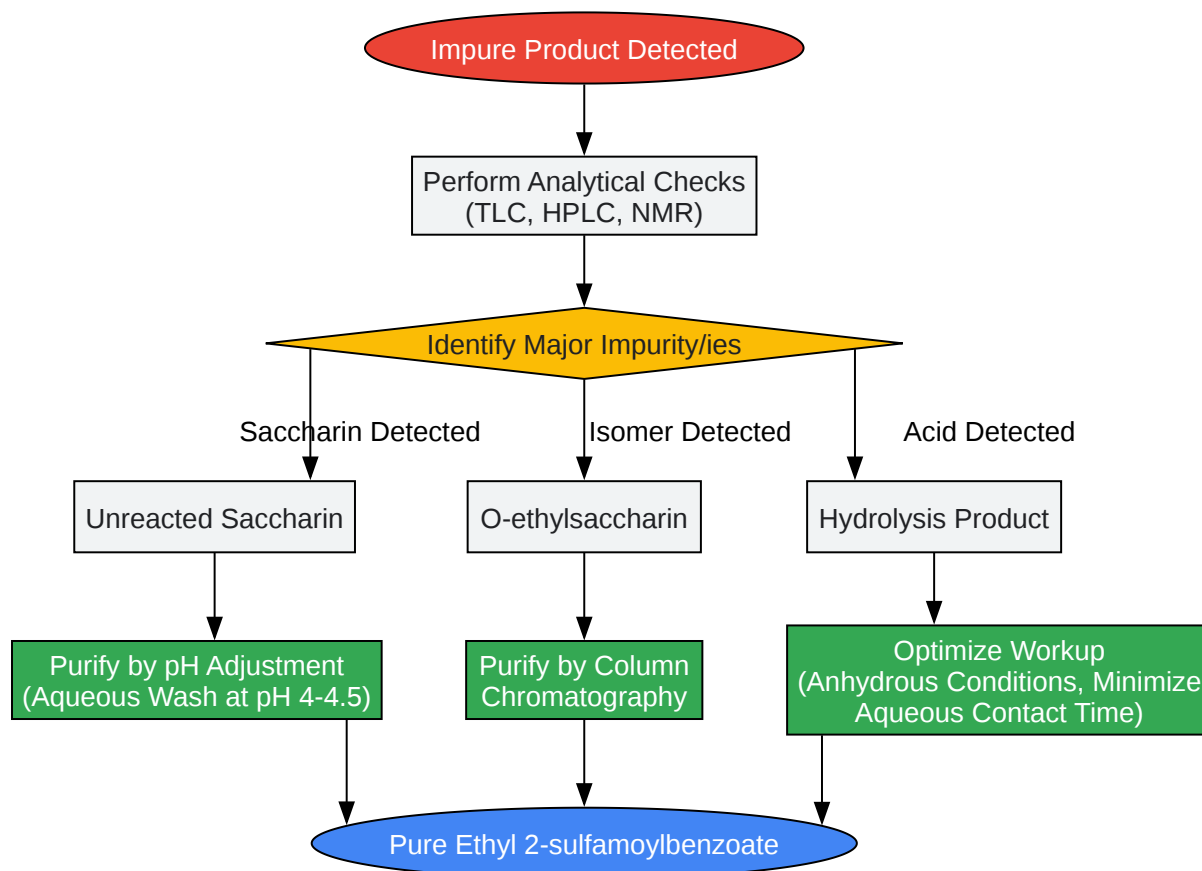 Impure Product Detected
Perform Analytical Checks
(TLC, HPLC, NMR)
Identify Major Impurity/ies
Saccharin Detected
Isomer Detected
Acid Detected
Unreacted Saccharin
O-ethylsaccharin
Hydrolysis Product
Purify by pH Adjustment
(Aqueous Wash at pH 4-4.5)
Purify by Column
Chromatography
Optimize Workup
(Anhydrous Conditions, Minimize
Aqueous Contact Time)
Pure Ethyl 2-sulfamoylbenzoate